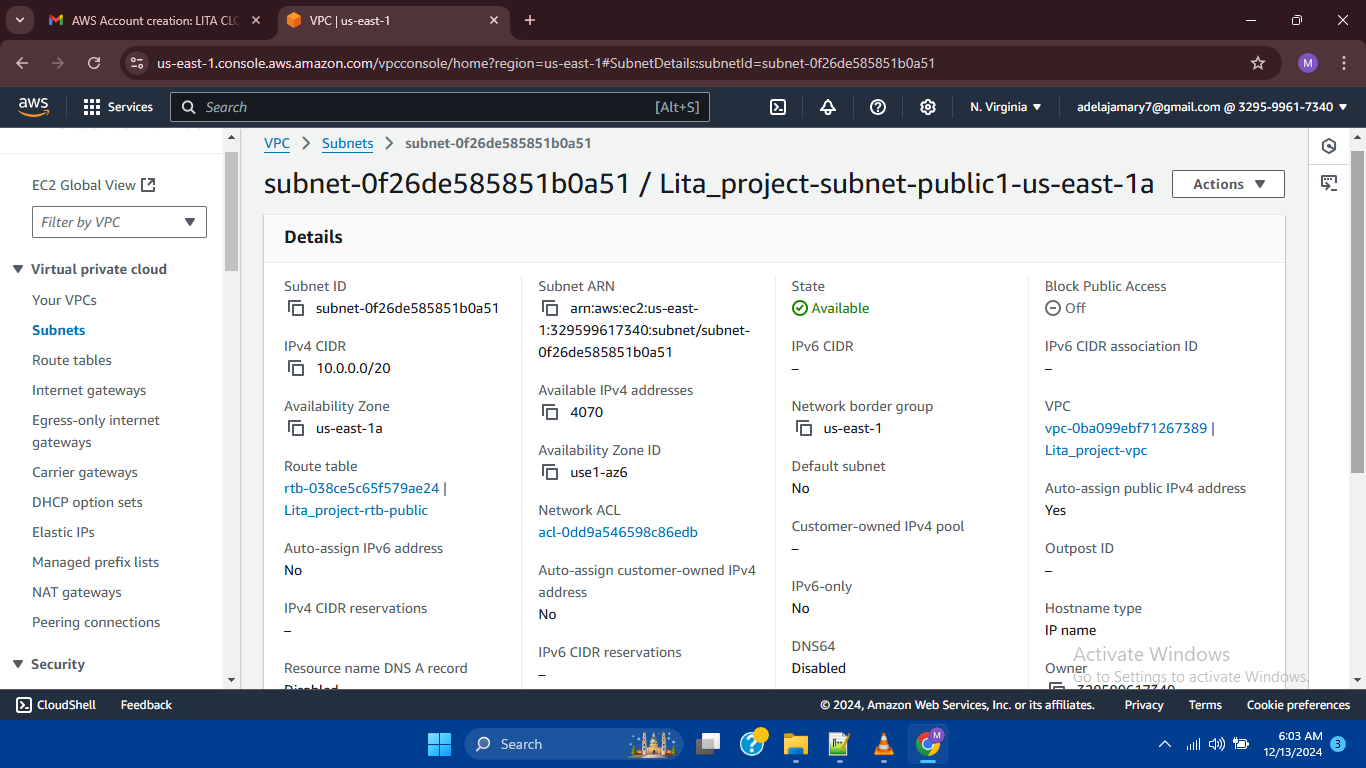 AWS Account creation: LITA CLO
VPC | us-east-1
us-east-1.console.aws.amazon.com/vpcconsole/home?region=us-east-1#SubnetDetails:subnetId=subnet-0f26de585851b0a51
M
aws
Services
Search
[Alt+S]
N. Virginia
adelajamary7@gmail.com @ 3295-9961-7340
EC2 Global View
Filter by VPC
Virtual private cloud
Your VPCs
Subnets
Route tables
Internet gateways
Egress-only internet
gateways
Carrier gateways
DHCP option sets
Elastic IPs
Managed prefix lists
NAT gateways
Peering connections
Security
VPC
Subnets
subnet-0f26de585851b0a51
subnet-0f26de585851b0a51 / Lita_project-subnet-public1-us-east-1a
Actions
Details
Subnet ID
subnet-0f26de585851b0a51
IPv4 CIDR
10.0.0.0/20
Availability Zone
us-east-1a
Route table
rtb-038ce5c65f579ae24 |
Lita_project-rtb-public
Auto-assign IPv6 address
No
IPv4 CIDR reservations
–
Resource name DNS A record
Disabled
Subnet ARN
arn:aws:ec2:us-east-
1:329599617340:subnet/subnet-
0f26de585851b0a51
Available IPv4 addresses
4070
Availability Zone ID
use1-az6
Network ACL
acl-0dd9a546598c86edb
Auto-assign customer-owned IPv4
address
No
IPv6 CIDR reservations
–
State
Available
IPv6 CIDR
–
Network border group
us-east-1
Default subnet
No
Customer-owned IPv4 pool
–
IPv6-only
No
DNS64
Disabled
Block Public Access
Off
IPv6 CIDR association ID
–
VPC
vpc-0ba099ebf71267389 |
Lita_project-vpc
Auto-assign public IPv4 address
Yes
Outpost ID
–
Hostname type
IP name
Owner
329599617340
Activate Windows
Go to Settings to activate Windows.
CloudShell
Feedback
© 2024, Amazon Web Services, Inc. or its affiliates.
Privacy
Terms
Cookie preferences
Search
M
6:03 AM
12/13/2024
3